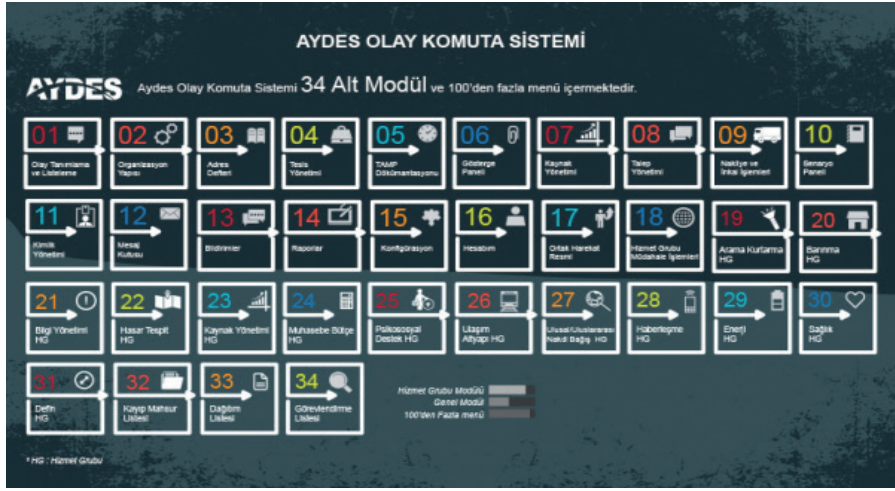 AYDES OLAY KOMUTA SİSTEMİ
AYDES Aydes Olay Komuta Sistemi 34 Alt Modül ve 100'den fazla menü içermektedir.
01
Olay Tanımlama
ve Listeleme
02
Organizasyon
Yapısı
03
Adres
Defteri
04
Tesis
Yönetimi
05
TAMP
Dökümantasyonu
06
Gösterge
Paneli
07
Kaynak
Yönetimi
08
Talep
Yönetimi
09
Nakliye ve
İntikal İşlemleri
10
Senaryo
Paneli
11
Kimlik
Yönetimi
12
Mesaj
Kutusu
13
Bildirimler
14
Raporlar
15
Konfigürasyon
16
Hesabım
17
Ortak Harekat
Resmi
18
Hizmet Grubu
Müdahale İşlemleri
19
Arama Kurtarma
HG
20
Barınma
HG
21
Bilgi Yönetimi
HG
22
Hasar Tespit
HG
23
Kaynak Yönetimi
HG
24
Muhasebe Bütçe
HG
25
Psikososyal
Destek HG
26
Ulaşım
Altyapı HG
27
Ulusal/Uluslararası
Nakdi Bağış HG
28
Haberleşme
HG
29
Enerji
HG
30
Sağlık
HG
31
Defin
HG
32
Kayıp Mahsur
Listesi
33
Dağıtım
Listesi
34
Görevlendirme
Listesi
Hizmet Grubu Modülü
Genel Modül
100'den Fazla menü
* HG : Hizmet Grubu